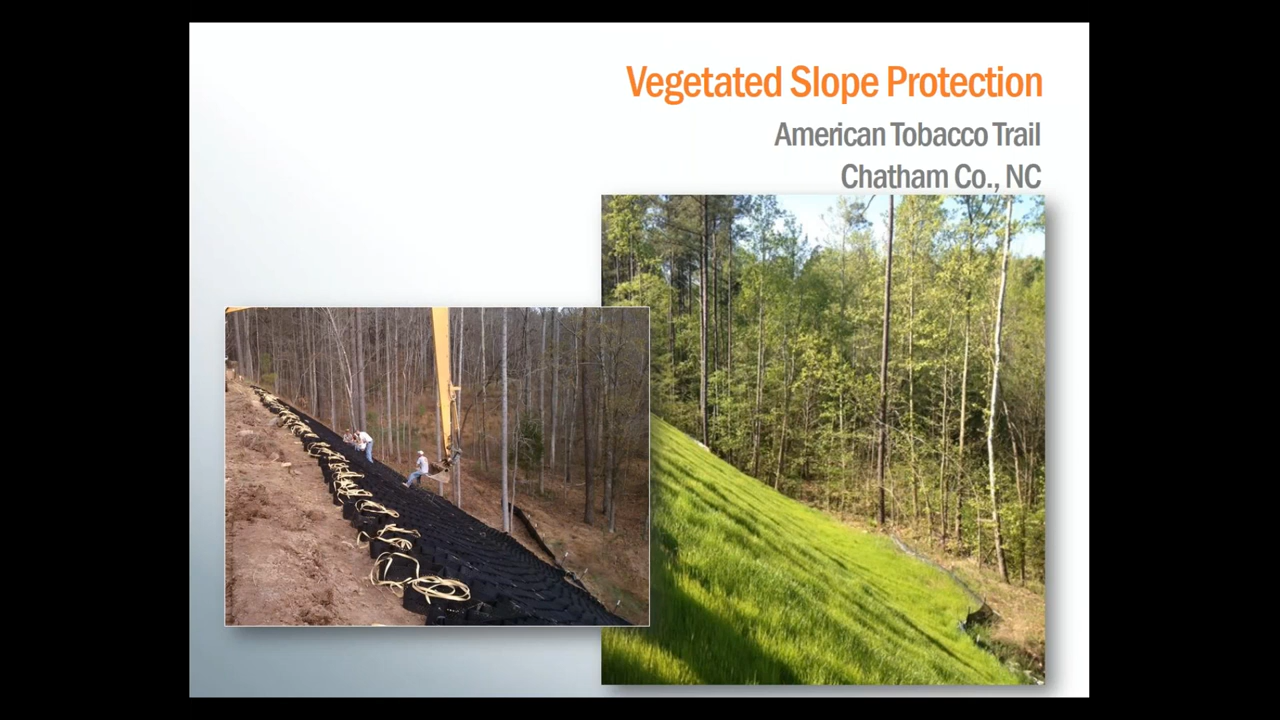 Vegetated Slope Protection
American Tobacco Trail
Chatham Co., NC